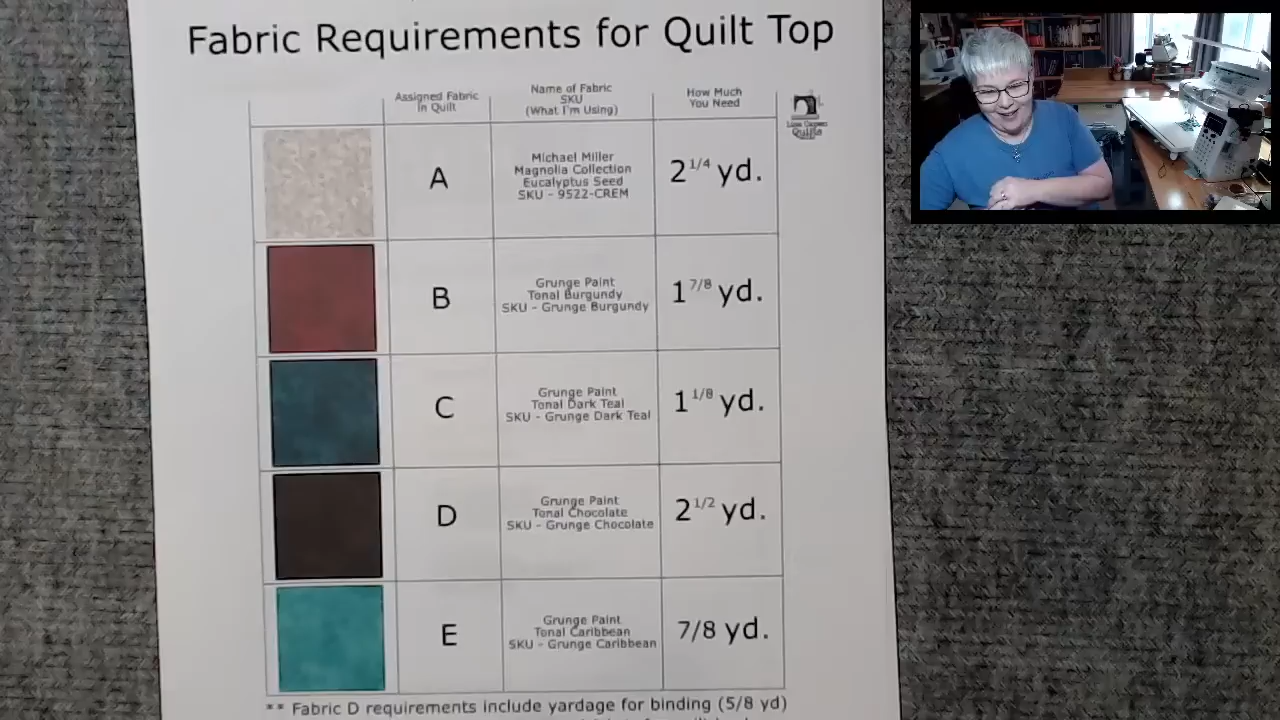 Fabric Requirements for Quilt Top
Assigned Fabric
in Quilt
Name of Fabric
SKU
(What I'm Using)
How Much
You Need
Quilts
A
Michael Miller
Magnolia Collection
Eucalyptus Seed
SKU - 9522-CREM
2 1/4 yd.
B
Grunge Paint
Tonal Burgundy
SKU - Grunge Burgundy
1 7/8 yd.
C
Grunge Paint
Tonal Dark Teal
SKU - Grunge Dark Teal
1 1/8 yd.
D
Grunge Paint
Tonal Chocolate
SKU - Grunge Chocolate
2 1/2 yd.
E
Grunge Paint
Tonal Caribbean
SKU - Grunge Caribbean
7/8 yd.
** Fabric D requirements include yardage for binding (5/8 yd)